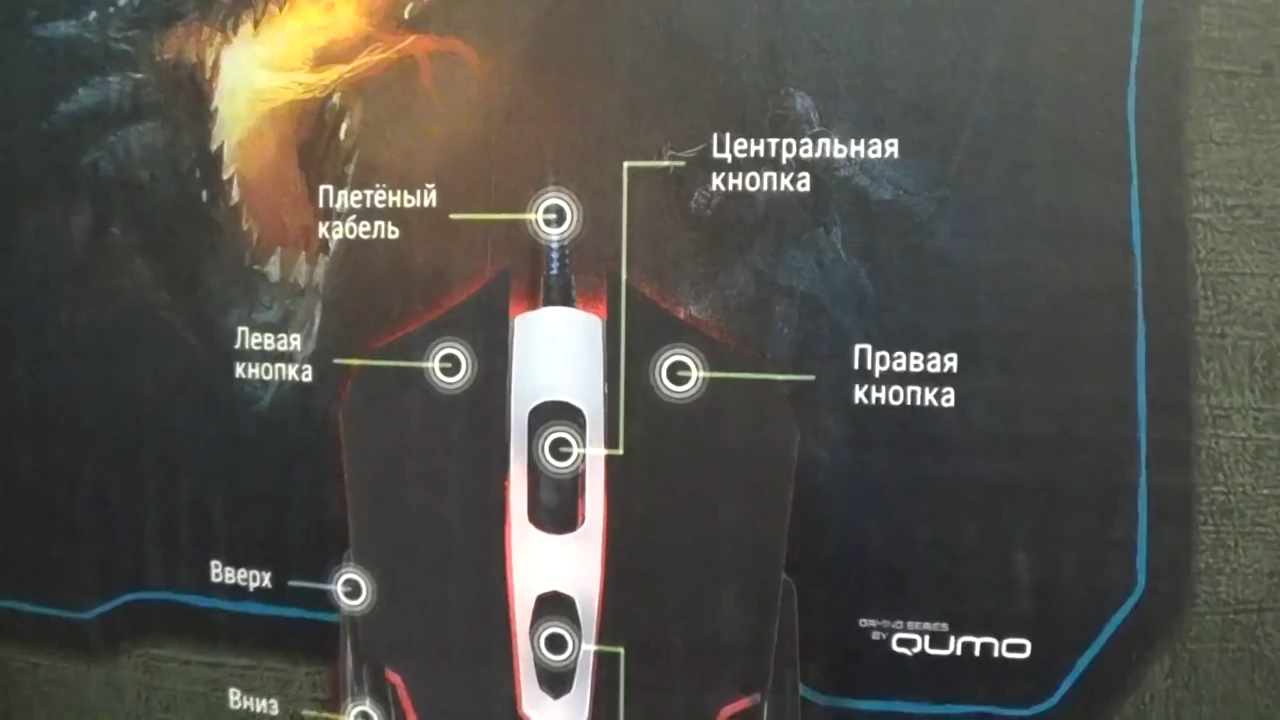 Центральная
кнопка
Плетёный
кабель
Левая
кнопка
Правая
кнопка
Вверх
GAMING SERIES
BY QUMO
Вниз